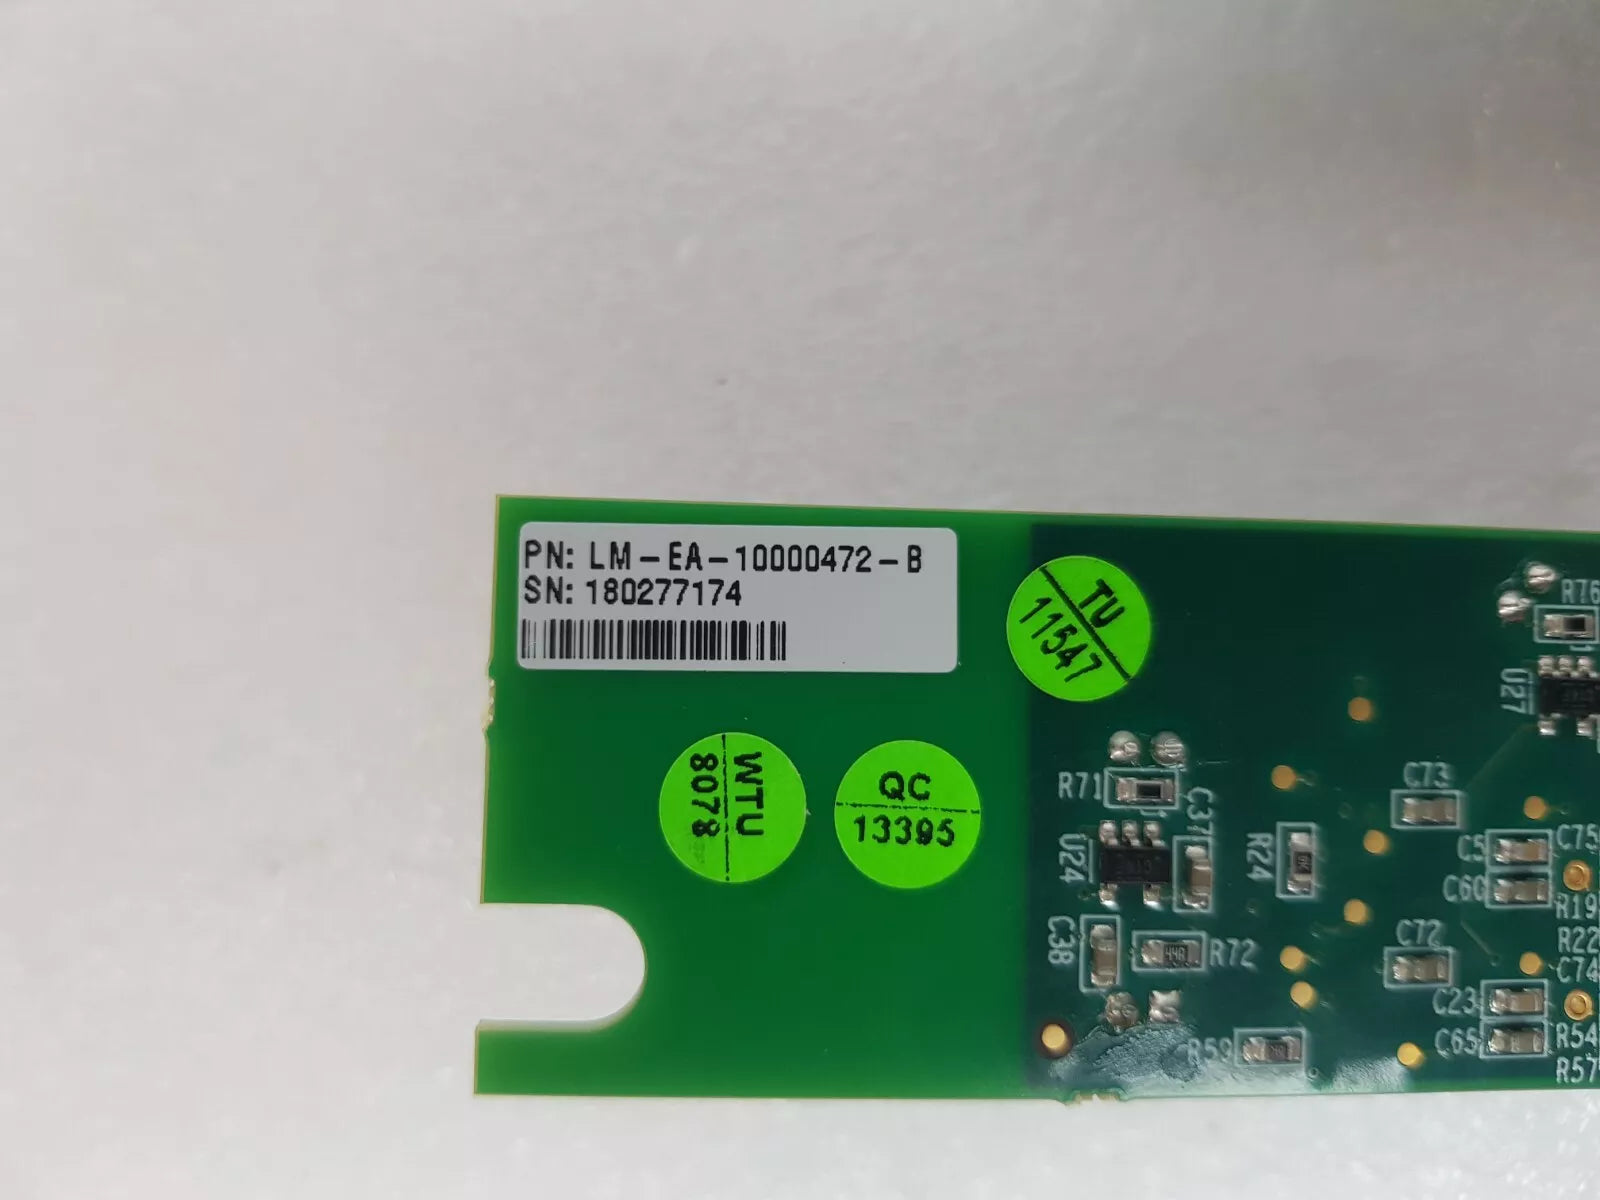 PN: LM-EA-10000472-B
SN: 180277174
TU
11547
WTU
8078
QC
13395
R76
U27
R71
C37
U24
C38
R72
R24
C73
C5
C75
C60
R19
R22
C72
C74
C23
C65
R54
R57
R59